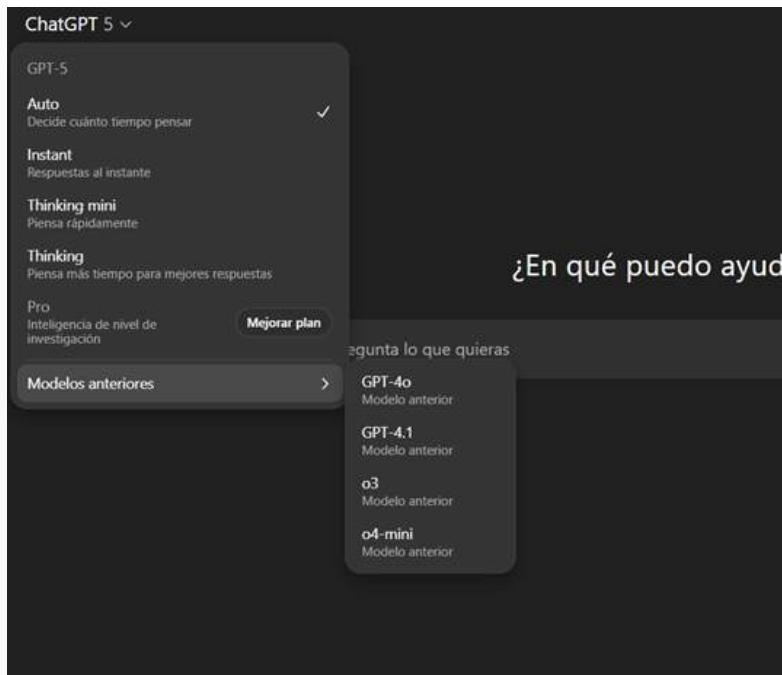 ChatGPT 5
GPT-5
Auto
Decide cuánto tiempo pensar
Instant
Respuestas al instante
Thinking mini
Piensa rápidamente
Thinking
Piensa más tiempo para mejores respuestas
Pro
Inteligencia de nivel de
investigación
Mejorar plan
Modelos anteriores
¿En qué puedo ayud
egunta lo que quieras
GPT-4o
Modelo anterior
GPT-4.1
Modelo anterior
o3
Modelo anterior
o4-mini
Modelo anterior